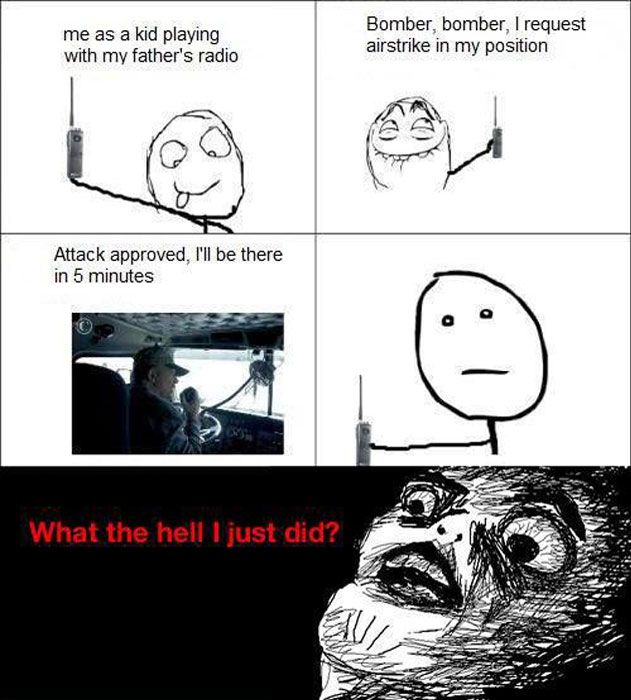 me as a kid playing
with my father's radio
Bomber, bomber, I request
airstrike in my position
Attack approved, I'll be there
in 5 minutes
©
What the hell I just did?